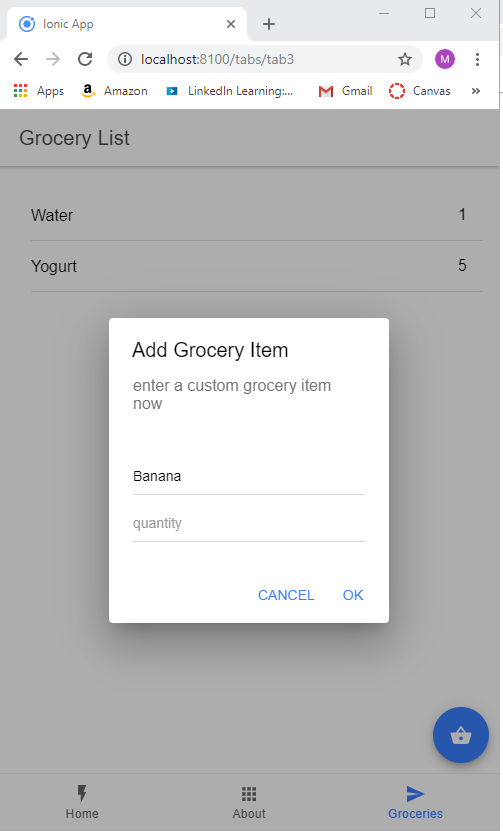 Ionic App
localhost:8100/tabs/tab3
M
Apps Amazon LinkedIn Learning:... Gmail Canvas »
Grocery List
Water 1
Yogurt 5
Add Grocery Item
enter a custom grocery item
now
Banana
quantity
CANCEL OK
Home About Groceries